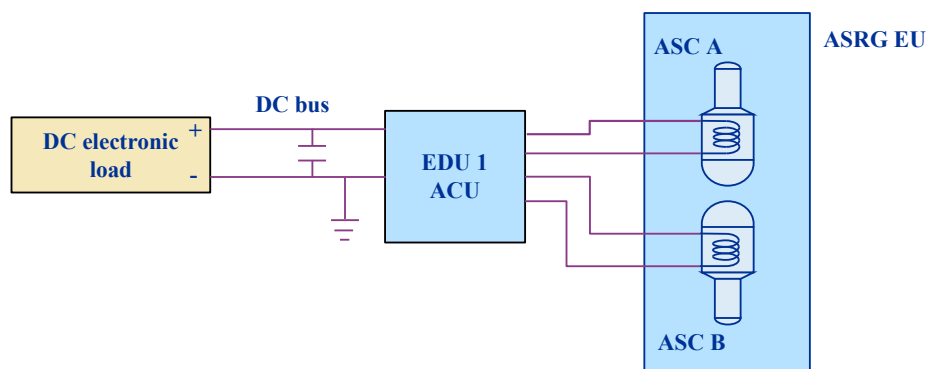 ASC A
ASRG EU
DC bus
DC electronic
load
+
-
EDU 1
ACU
ASC B